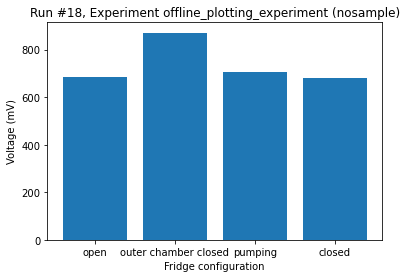 Run #18, Experiment offline_plotting_experiment (nosample)
Voltage (mV)
800
600
400
200
0
open outer chamber closed pumping closed
Fridge configuration